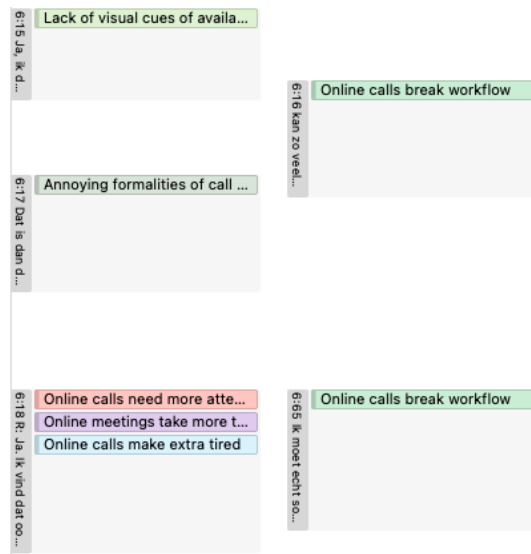 6:15 Ja, ik d...
Lack of visual cues of availa...
6:16 kan zo veel...
Online calls break workflow
6:17 Dat is dan d...
Annoying formalities of call ...
6:18 R: Ja. Ik vind dat oo...
Online calls need more atte...
Online meetings take more t...
Online calls make extra tired
6:65 Ik moet echt so...
Online calls break workflow